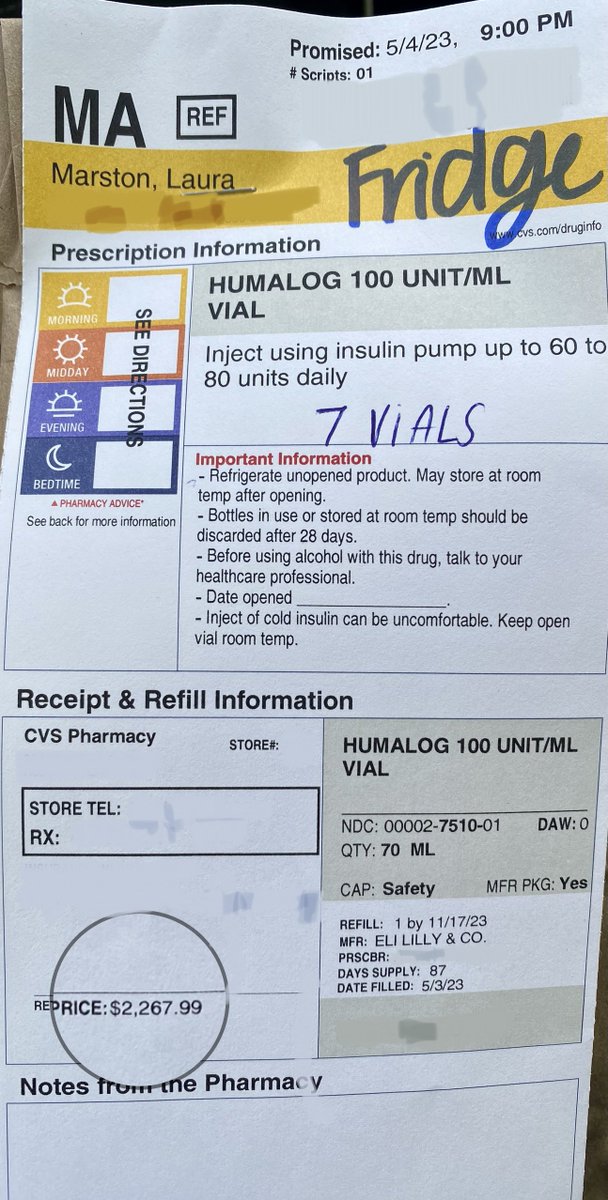 Promised: 5/4/23, 9:00 PM
# Scripts: 01
MA REF
Marston, Laura
Fridge
www.cvs.com/druginfo
Prescription Information
MORNING
MIDDAY
EVENING
BEDTIME
SEE DIRECTIONS
▲ PHARMACY ADVICE*
See back for more information
HUMALOG 100 UNIT/ML
VIAL
Inject using insulin pump up to 60 to
80 units daily
7 ViALS
Important Information
- Refrigerate unopened product. May store at room
temp after opening.
- Bottles in use or stored at room temp should be
discarded after 28 days.
- Before using alcohol with this drug, talk to your
healthcare professional.
- Date opened ______________________.
- Inject of cold insulin can be uncomfortable. Keep open
vial room temp.
Receipt & Refill Information
CVS Pharmacy STORE#:
STORE TEL:
RX:
REPRICE: $2,267.99
HUMALOG 100 UNIT/ML
VIAL
NDC: 00002-7510-01 DAW: 0
QTY: 70 ML
CAP: Safety MFR PKG: Yes
REFILL: 1 by 11/17/23
MFR: ELI LILLY & CO.
PRSCBR:
DAYS SUPPLY: 87
DATE FILLED: 5/3/23
Notes from the Pharmacy